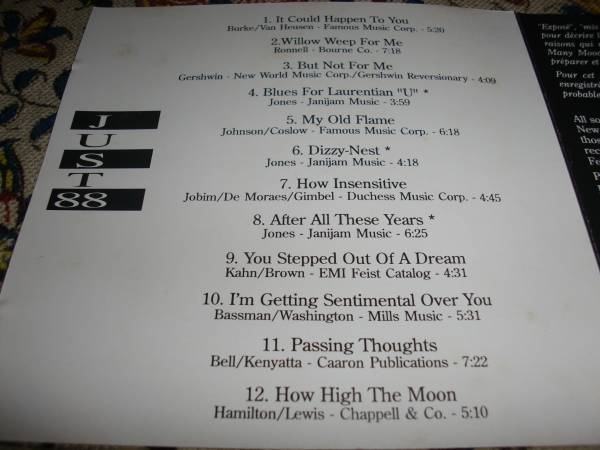 1. It Could Happen To You
Burke/Van Heusen - Famous Music Corp. - 5:20
2.Willow Weep For Me
Ronnell - Bourne Co. - 7:18
3. But Not For Me
Gershwin - New World Music Corp./Gershwin Reversionary - 4:09
4. Blues For Laurentian "U" *
Jones - Janijam Music - 3:59
5. My Old Flame
Johnson/Coslow - Famous Music Corp. - 6:18
6. Dizzy-Nest *
Jones - Janijam Music - 4:18
7. How Insensitive
Jobim/De Moraes/Gimbel - Duchess Music Corp. - 4:45
8. After All These Years *
Jones - Janijam Music - 6:25
9. You Stepped Out Of A Dream
Kahn/Brown - EMI Feist Catalog - 4:31
10. I'm Getting Sentimental Over You
Bassman/Washington - Mills Music - 5:31
11. Passing Thoughts
Bell/Kenyatta - Caaron Publications - 7:22
12. How High The Moon
Hamilton/Lewis - Chappell & Co. - 5:10
J
U
S
T
88
"Exposé", "mis
pour décrire l
raisons qui
Many Mood
préparer et
Pour cet
enregistré
probable
All so
New
thos
rec
Fe
P